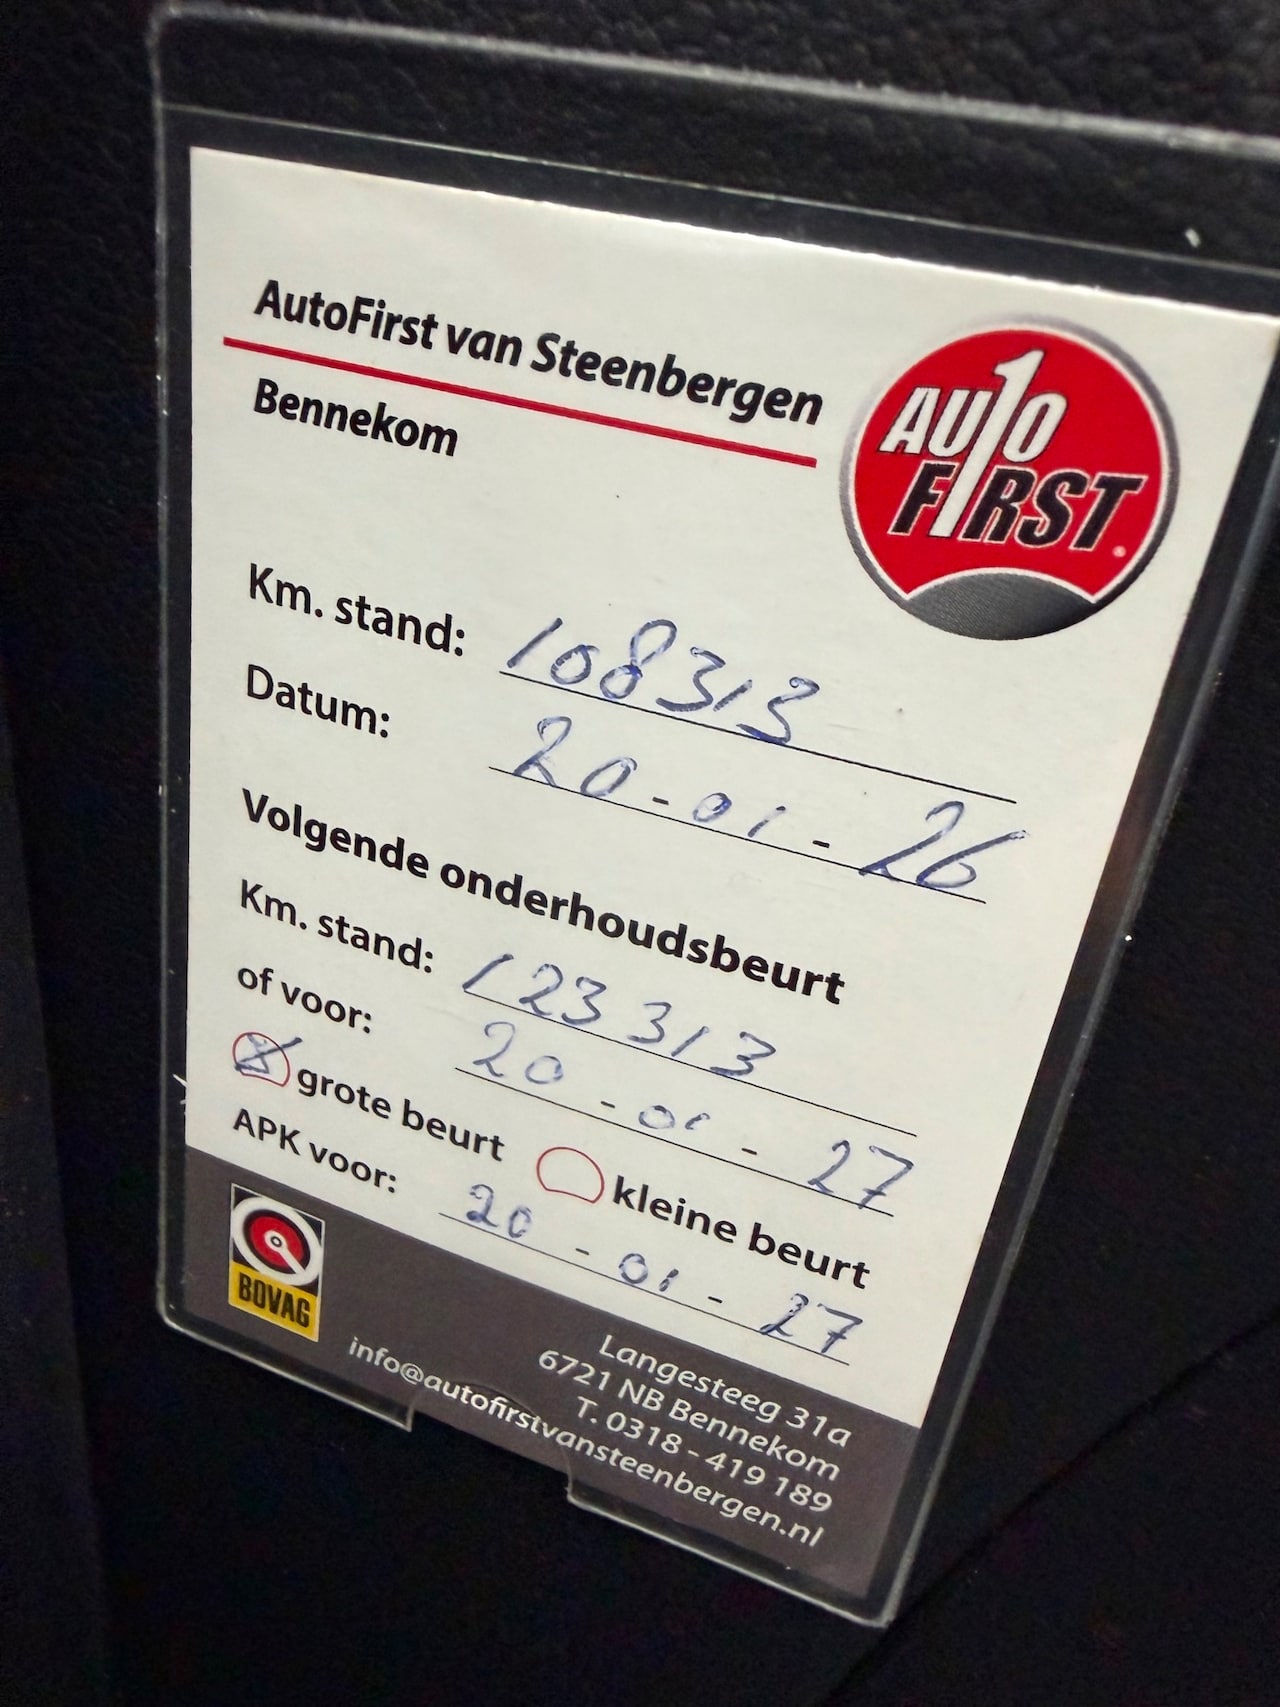 AutoFirst van Steenbergen
Bennekom
AUTO
FIRST
Km. stand: 108313
Datum: 20-01-26
Volgende onderhoudsbeurt
Km. stand: 123313
of voor: 20-01-27
grote beurt kleine beurt
APK voor: 20-01-27
BOVAG
Langesteeg 31a
6721 NB Bennekom
T. 0318 - 419 189
info@autofirstvansteenbergen.nl